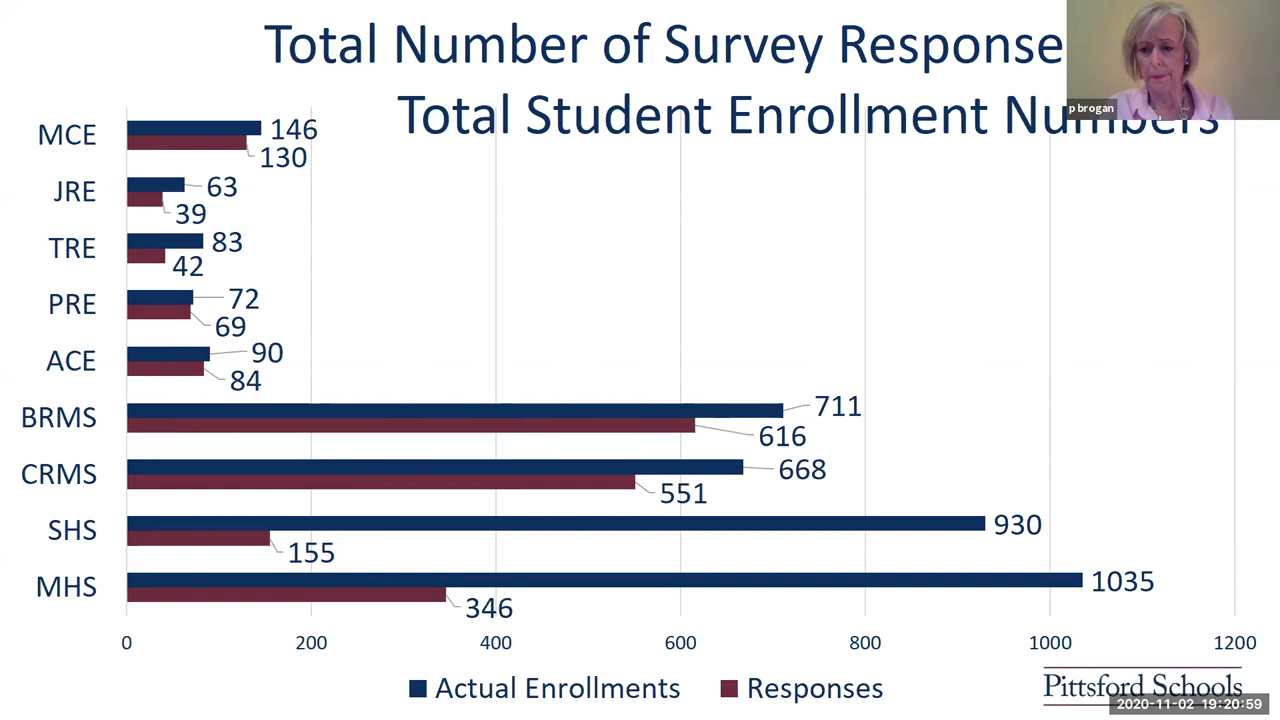 Total Number of Survey Response
Total Student Enrollment Numbers
p brogan
MCE 146
130
JRE 63
39
TRE 83
42
PRE 72
69
ACE 90
84
BRMS 711
616
CRMS 668
551
SHS 930
155
MHS 1035
346
0 200 400 600 800 1000 1200
Actual Enrollments Responses
Pittsford Schools
2020-11-02 19:20:59